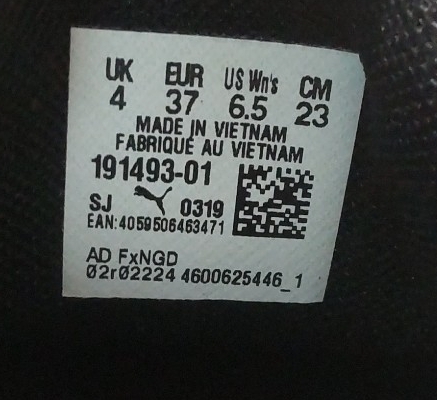 UK EUR US Wn's CM
4 37 6.5 23
MADE IN VIETNAM
FABRIQUÉ AU VIETNAM
191493-01
SJ 0319
EAN:4059506463471
AD FxNGD
02r02224 4600625446_1